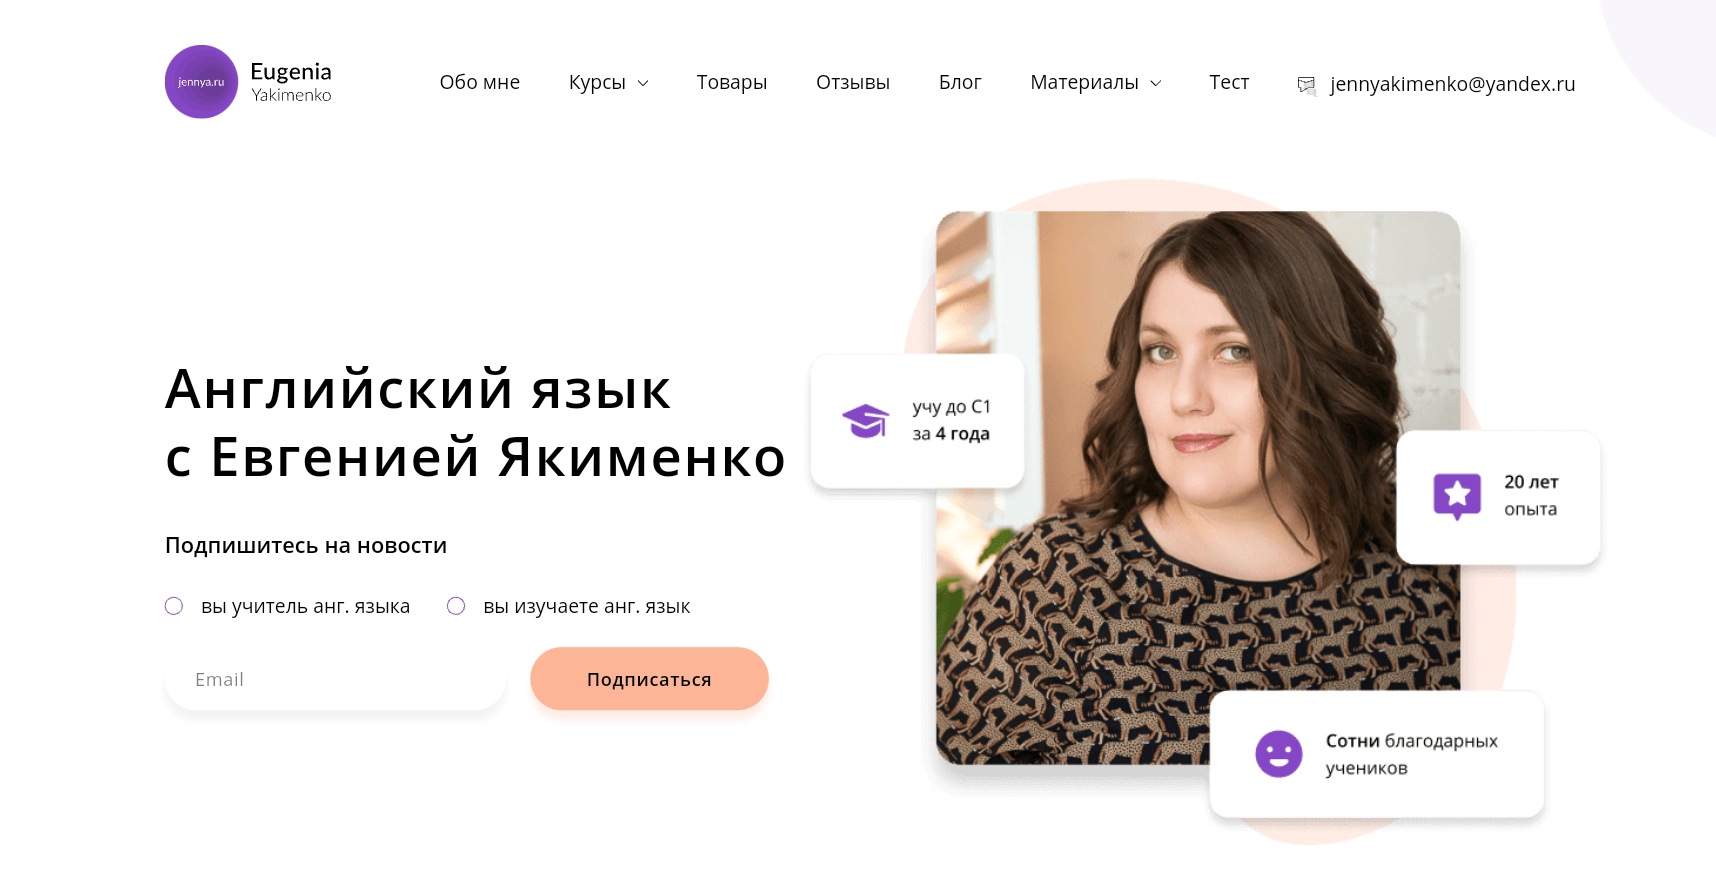 jennya.ru
Eugenia
Yakimenko
Обо мне
Курсы
Товары
Отзывы
Блог
Материалы
Тест
jennyakimenko@yandex.ru
Английский язык
с Евгенией Якименко
Подпишитесь на новости
вы учитель анг. языка
вы изучаете анг. язык
Email
Подписаться
учу до C1
за 4 года
20 лет
опыта
Сотни благодарных
учеников